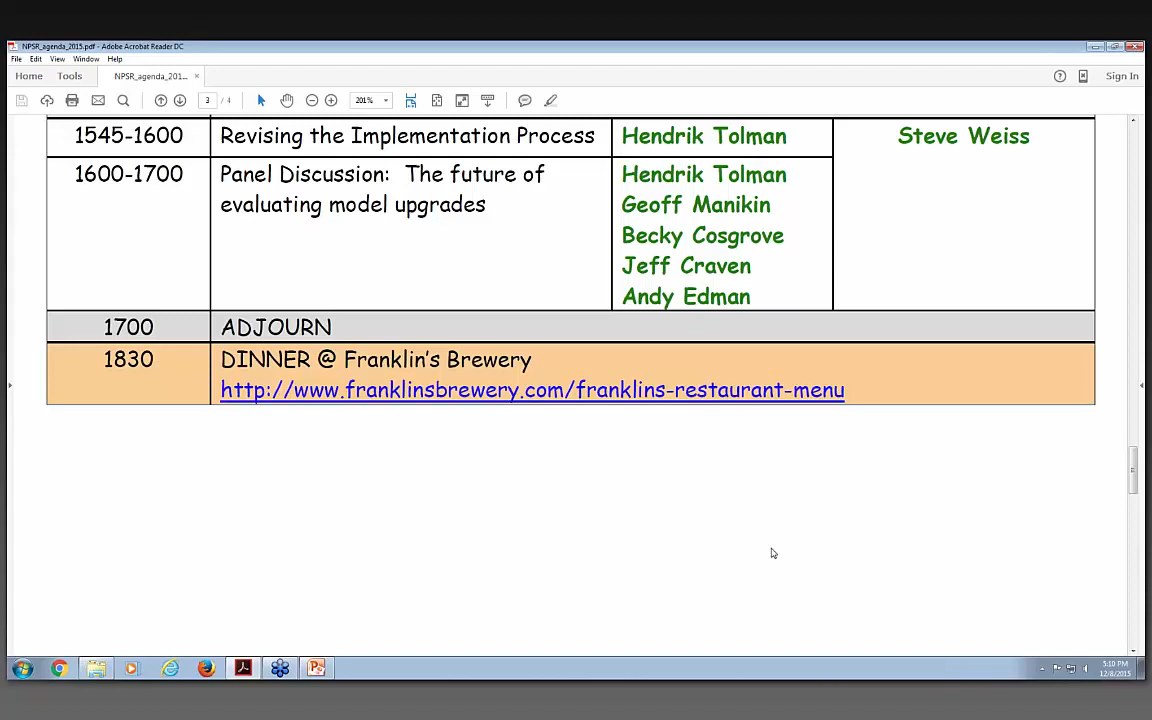 NPSR_agenda_2015.pdf - Adobe Acrobat Reader DC
File Edit View Window Help
Home Tools NPSR_agenda_201... × Sign In
3 / 4 201%
1545-1600 Revising the Implementation Process Hendrik Tolman Steve Weiss
1600-1700 Panel Discussion: The future of Hendrik Tolman
evaluating model upgrades Geoff Manikin
Becky Cosgrove
Jeff Craven
Andy Edman
1700 ADJOURN
1830 DINNER @ Franklin's Brewery
http://www.franklinsbrewery.com/franklins-restaurant-menu
5:10 PM
12/8/2015